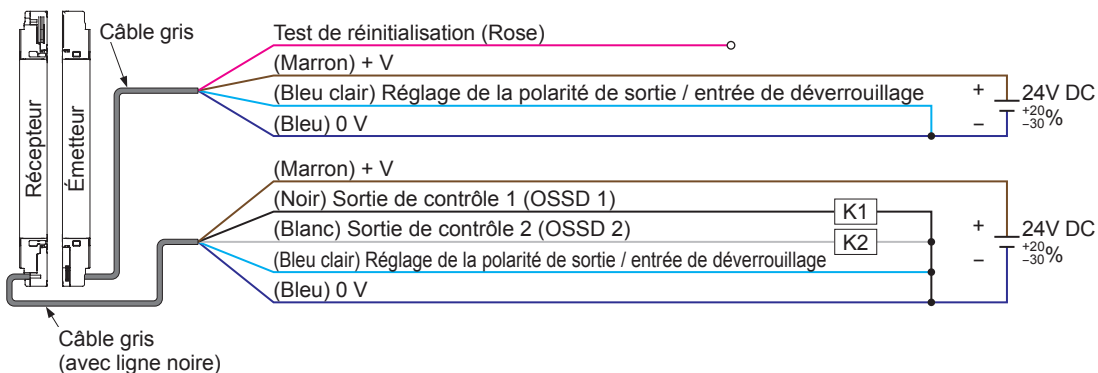 Câble gris
Test de réinitialisation (Rose)
(Marron) + V
(Bleu clair) Réglage de la polarité de sortie / entrée de déverrouillage
(Bleu) 0 V
+
–
24V DC
+20
–30%
Récepteur
Émetteur
(Marron) + V
(Noir) Sortie de contrôle 1 (OSSD 1)
K1
(Blanc) Sortie de contrôle 2 (OSSD 2)
K2
(Bleu clair) Réglage de la polarité de sortie / entrée de déverrouillage
(Bleu) 0 V
+
–
24V DC
+20
–30%
Câble gris
(avec ligne noire)